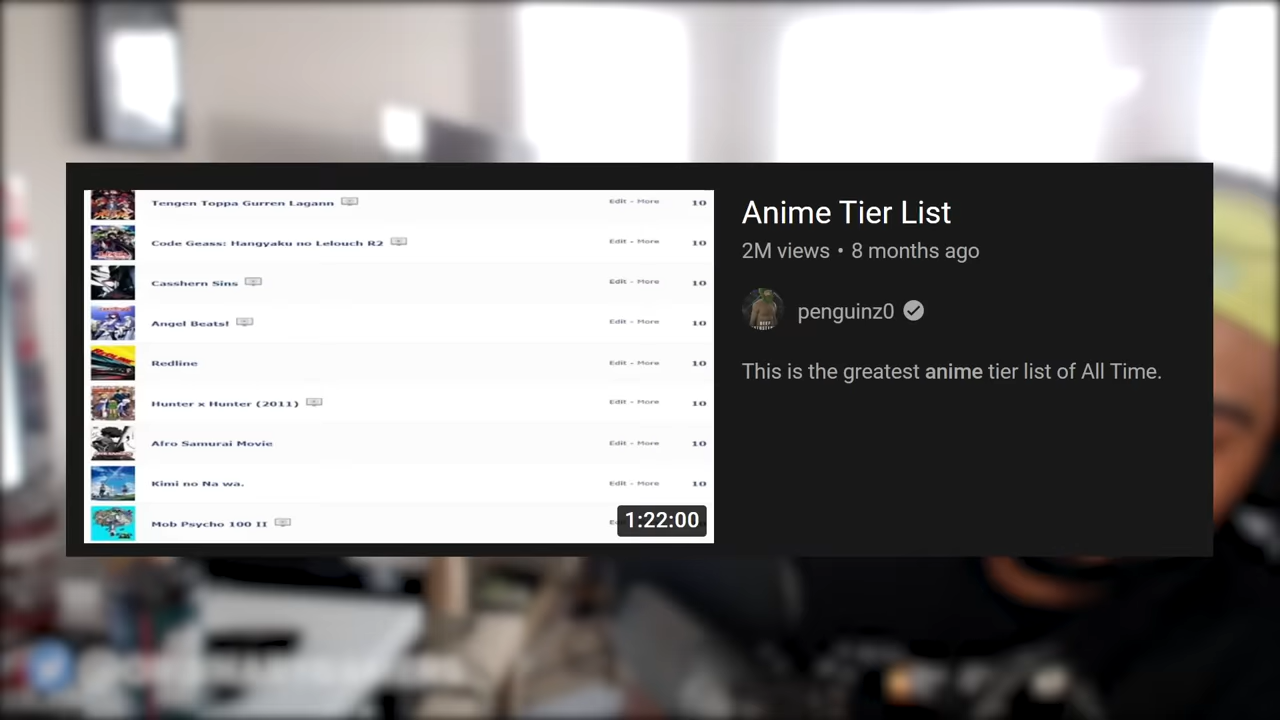 Tengen Toppa Gurren Lagann Edit - More 10
Code Geass: Hangyaku no Lelouch R2 Edit - More 10
Casshern Sins Edit - More 10
Angel Beats! Edit - More 10
Redline Edit - More 10
Hunter x Hunter (2011) Edit - More 10
Afro Samurai Movie Edit - More 10
Kimi no Na wa. Edit - More 10
Mob Psycho 100 II
1:22:00
Anime Tier List
2M views • 8 months ago
penguinz0
This is the greatest anime tier list of All Time.